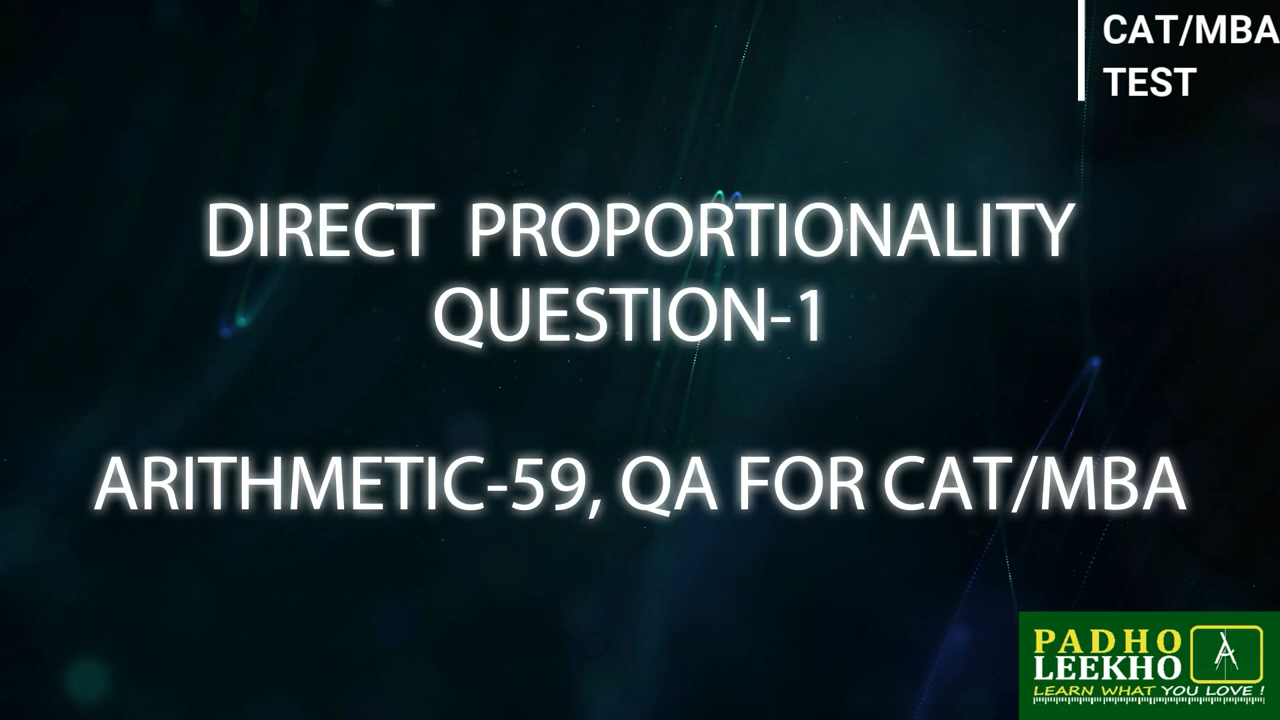 CAT/MBA
TEST
DIRECT PROPORTIONALITY
QUESTION-1
ARITHMETIC-59, QA FOR CAT/MBA
PADHO
LEEKHO
LEARN WHAT YOU LOVE !